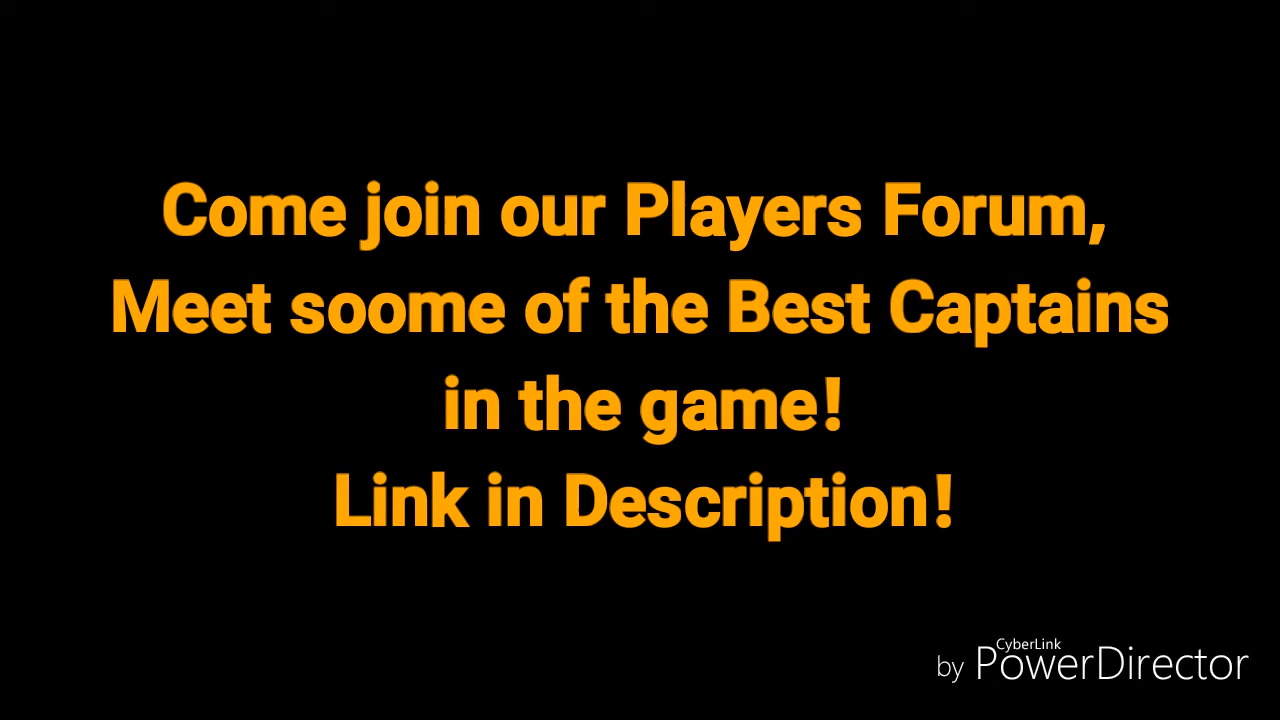 Come join our Players Forum,
Meet soome of the Best Captains
in the game!
Link in Description!
CyberLink
by PowerDirector